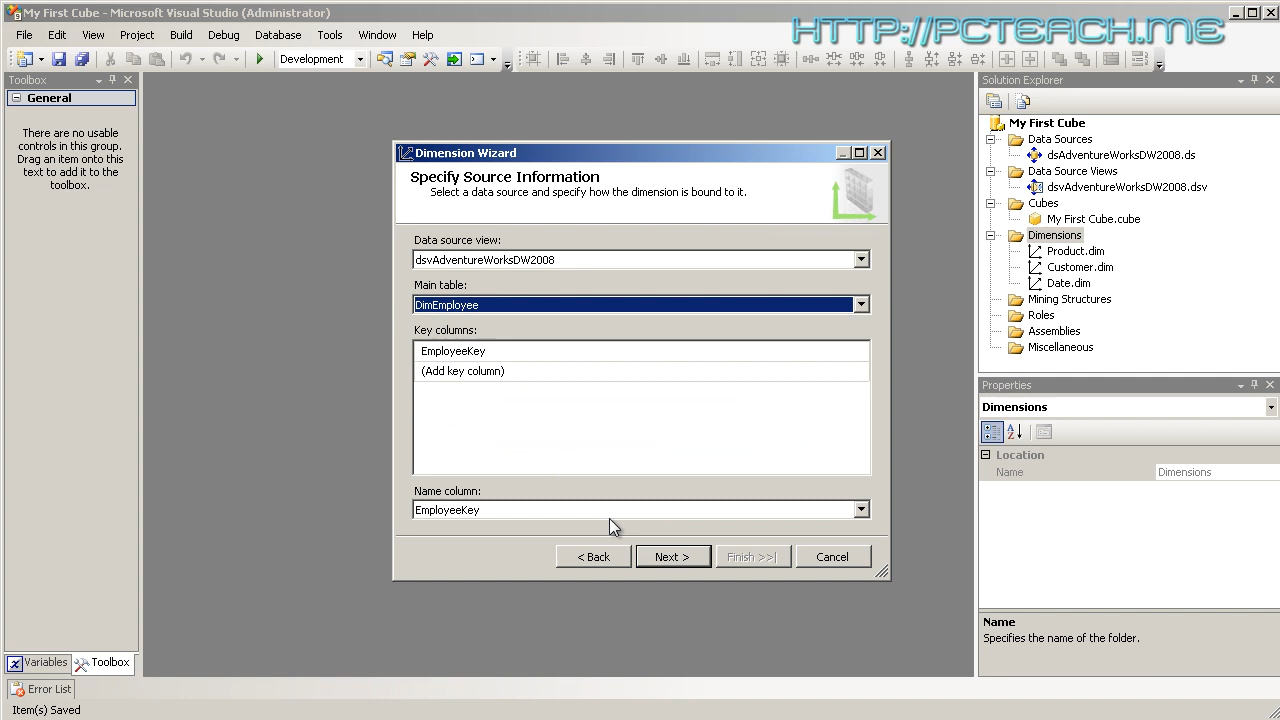 My First Cube - Microsoft Visual Studio (Administrator)
HTTP://PCTEACH.ME
File Edit View Project Build Debug Window
Development
Toolbox
General
There are no usable
controls in this group.
Drag an item onto this
text to add it to the
toolbox.
Variables Toolbox
Error List
Item(s) Saved
Dimension Wizard
Specify Source Information
Select a data source and specify how the dimension is bound to it.
Data source view:
dsvAdventureWorksDW2008
Main table:
DimEmployee
Key columns:
EmployeeKey
(Add key column)
Name column:
EmployeeKey
< Back Next > Finish >>| Cancel
Solution Explorer
My First Cube
Data Sources
dsAdventureWorksDW2008.ds
Data Source Views
dsvAdventureWorksDW2008.dsv
Cubes
My First Cube.cube
Dimensions
Product.dim
Customer.dim
Date.dim
Mining Structures
Roles
Assemblies
Miscellaneous
Properties
Dimensions
Location
Name Dimensions
Name
Specifies the name of the folder.